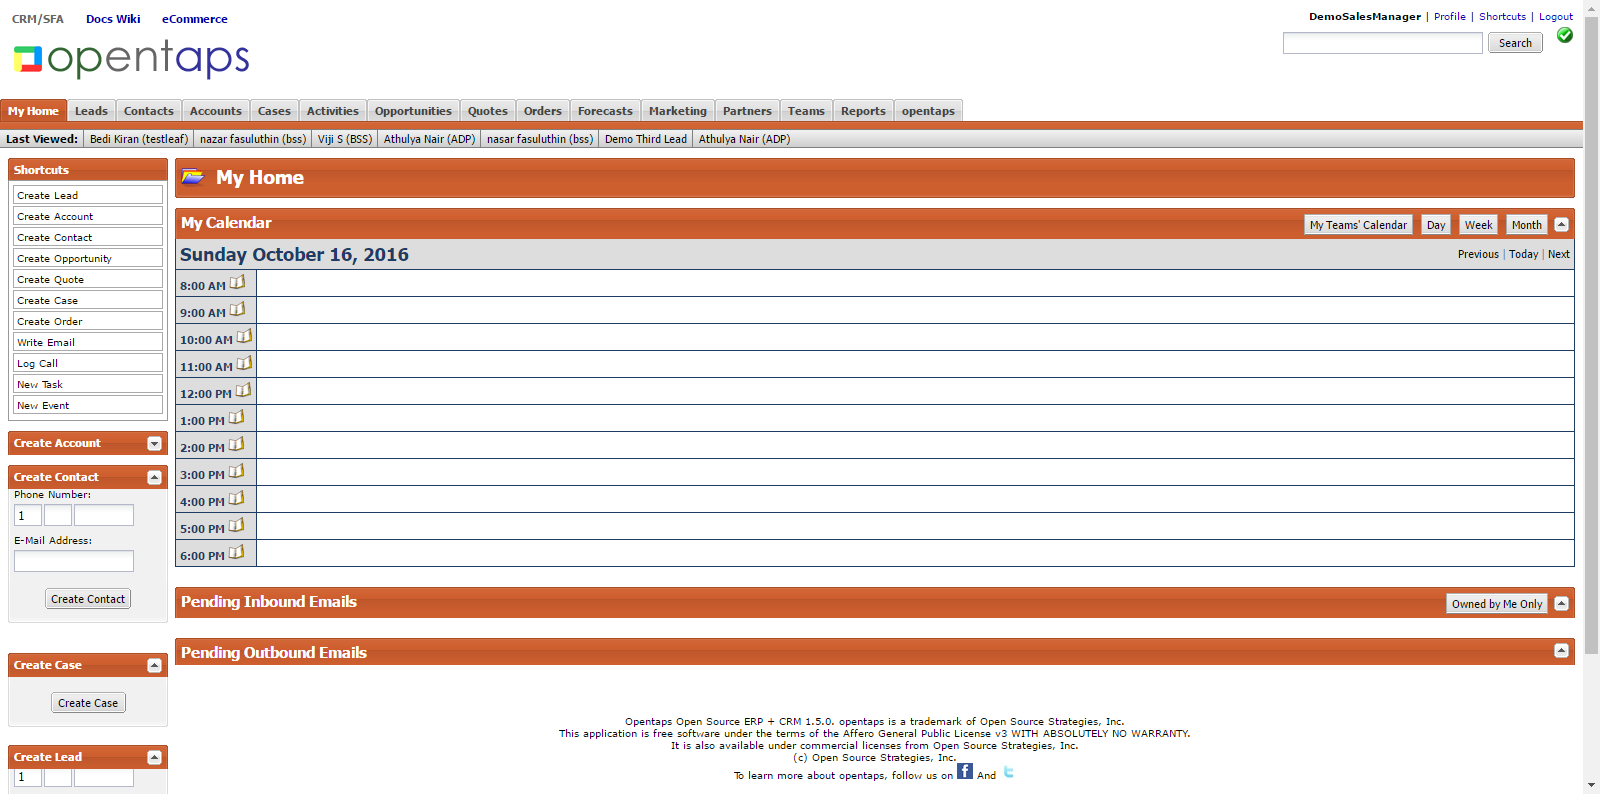 CRM/SFA Docs Wiki eCommerce
DemoSalesManager | Profile | Shortcuts | Logout
opentaps
Search
My Home Leads Contacts Accounts Cases Activities Opportunities Quotes Orders Forecasts Marketing Partners Teams Reports opentaps
Last Viewed: Bedi Kiran (testleaf) nazar fasuluthin (bss) Viji S (BSS) Athulya Nair (ADP) nasar fasuluthin (bss) Demo Third Lead Athulya Nair (ADP)
Shortcuts
Create Lead
Create Account
Create Contact
Create Opportunity
Create Quote
Create Case
Create Order
Write Email
Log Call
New Task
New Event
Create Account
Create Contact
Phone Number:
1
E-Mail Address:
Create Contact
Create Case
Create Case
Create Lead
1
My Home
My Calendar
My Teams' Calendar Day Week Month
Sunday October 16, 2016
Previous | Today | Next
8:00 AM
9:00 AM
10:00 AM
11:00 AM
12:00 PM
1:00 PM
2:00 PM
3:00 PM
4:00 PM
5:00 PM
6:00 PM
Pending Inbound Emails
Owned by Me Only
Pending Outbound Emails
Opentaps Open Source ERP + CRM 1.5.0. opentaps is a trademark of Open Source Strategies, Inc.
This application is free software under the terms of the Affero General Public License v3 WITH ABSOLUTELY NO WARRANTY.
It is also available under commercial licenses from Open Source Strategies, Inc.
(c) Open Source Strategies, Inc.
To learn more about opentaps, follow us on f And t